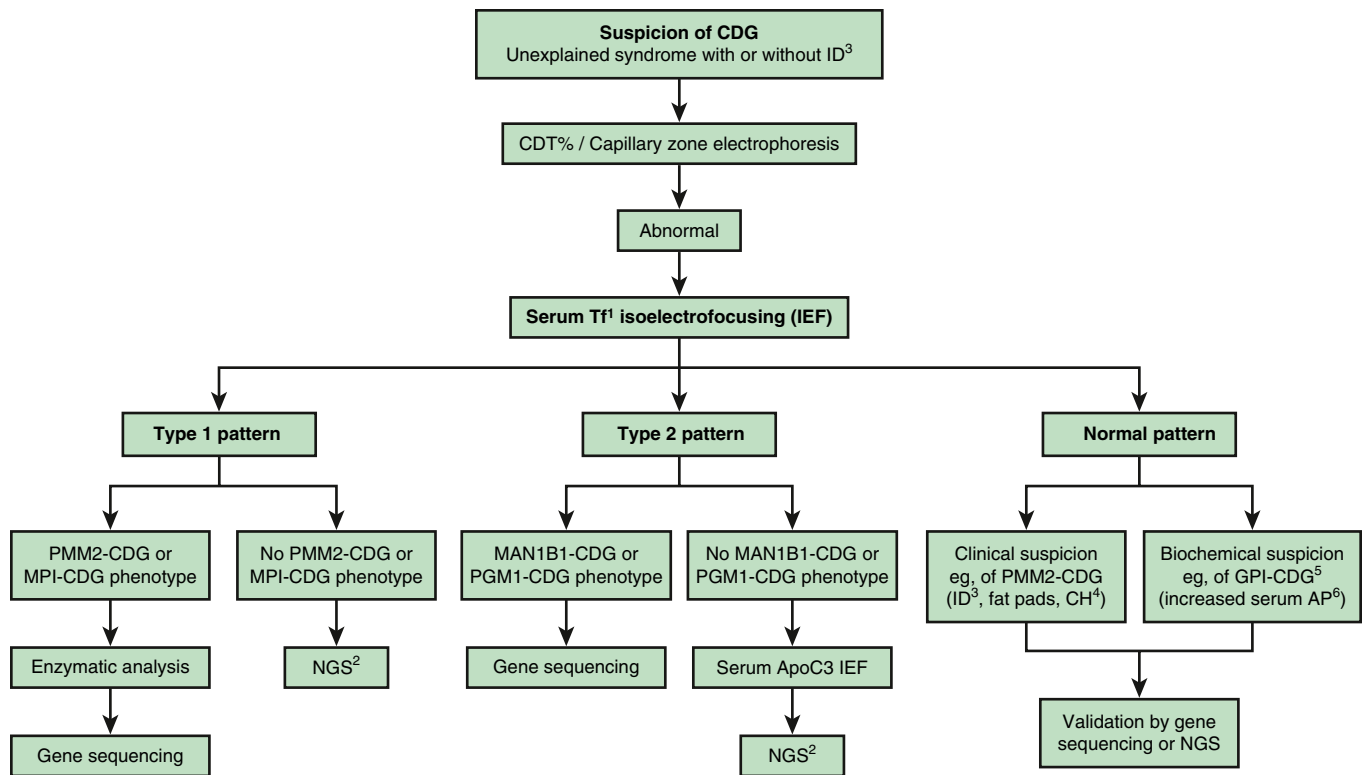 Suspicion of CDG
Unexplained syndrome with or without ID³
CDT% / Capillary zone electrophoresis
Abnormal
Serum Tf¹ isoelectrofocusing (IEF)
Type 1 pattern
Type 2 pattern
Normal pattern
PMM2-CDG or
MPI-CDG phenotype
No PMM2-CDG or
MPI-CDG phenotype
MAN1B1-CDG or
PGM1-CDG phenotype
No MAN1B1-CDG or
PGM1-CDG phenotype
Clinical suspicion
eg, of PMM2-CDG
(ID³, fat pads, CH⁴)
Biochemical suspicion
eg, of GPI-CDG⁵
(increased serum AP⁶)
Enzymatic analysis
NGS²
Gene sequencing
Serum ApoC3 IEF
Validation by gene
sequencing or NGS
Gene sequencing
NGS²